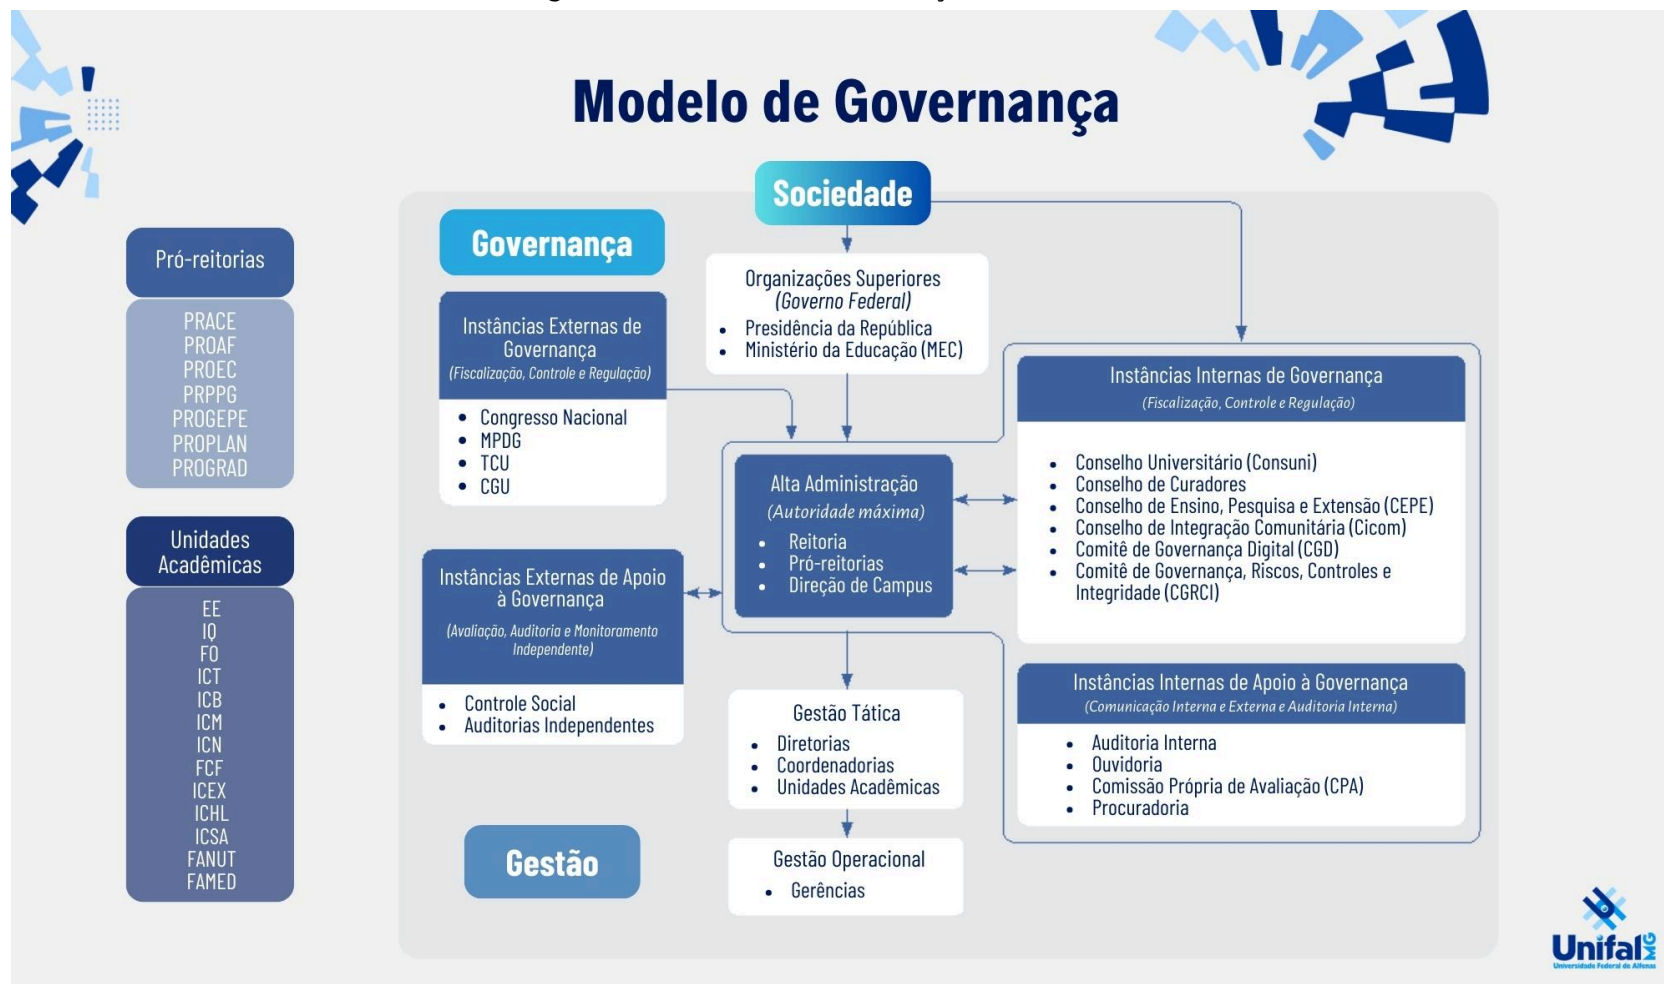 Modelo de Governança
Sociedade
Governança
Pró-reitorias
PRACE
PROAF
PROEC
PRPPG
PROGEPE
PROPLAN
PROGRAD
Unidades
Acadêmicas
EE
IQ
FO
ICT
ICB
ICM
ICN
FCF
ICEX
ICHL
ICSA
FANUT
FAMED
Instâncias Externas de
Governança
(Fiscalização, Controle e Regulação)
• Congresso Nacional
• MPDG
• TCU
• CGU
Organizações Superiores
(Governo Federal)
• Presidência da República
• Ministério da Educação (MEC)
Instâncias Internas de Governança
(Fiscalização, Controle e Regulação)
• Conselho Universitário (Consuni)
• Conselho de Curadores
• Conselho de Ensino, Pesquisa e Extensão (CEPE)
• Conselho de Integração Comunitária (Cicom)
• Comitê de Governança Digital (CGD)
• Comitê de Governança, Riscos, Controles e
Integridade (CGRCI)
Alta Administração
(Autoridade máxima)
• Reitoria
• Pró-reitorias
• Direção de Campus
Instâncias Externas de Apoio
à Governança
(Avaliação, Auditoria e Monitoramento
Independente)
• Controle Social
• Auditorias Independentes
Instâncias Internas de Apoio à Governança
(Comunicação Interna e Externa e Auditoria Interna)
• Auditoria Interna
• Ouvidoria
• Comissão Própria de Avaliação (CPA)
• Procuradoria
Gestão Tática
• Diretorias
• Coordenadorias
• Unidades Acadêmicas
Gestão
Gestão Operacional
• Gerências
Unifal MG
Universidade Federal de Alfenas